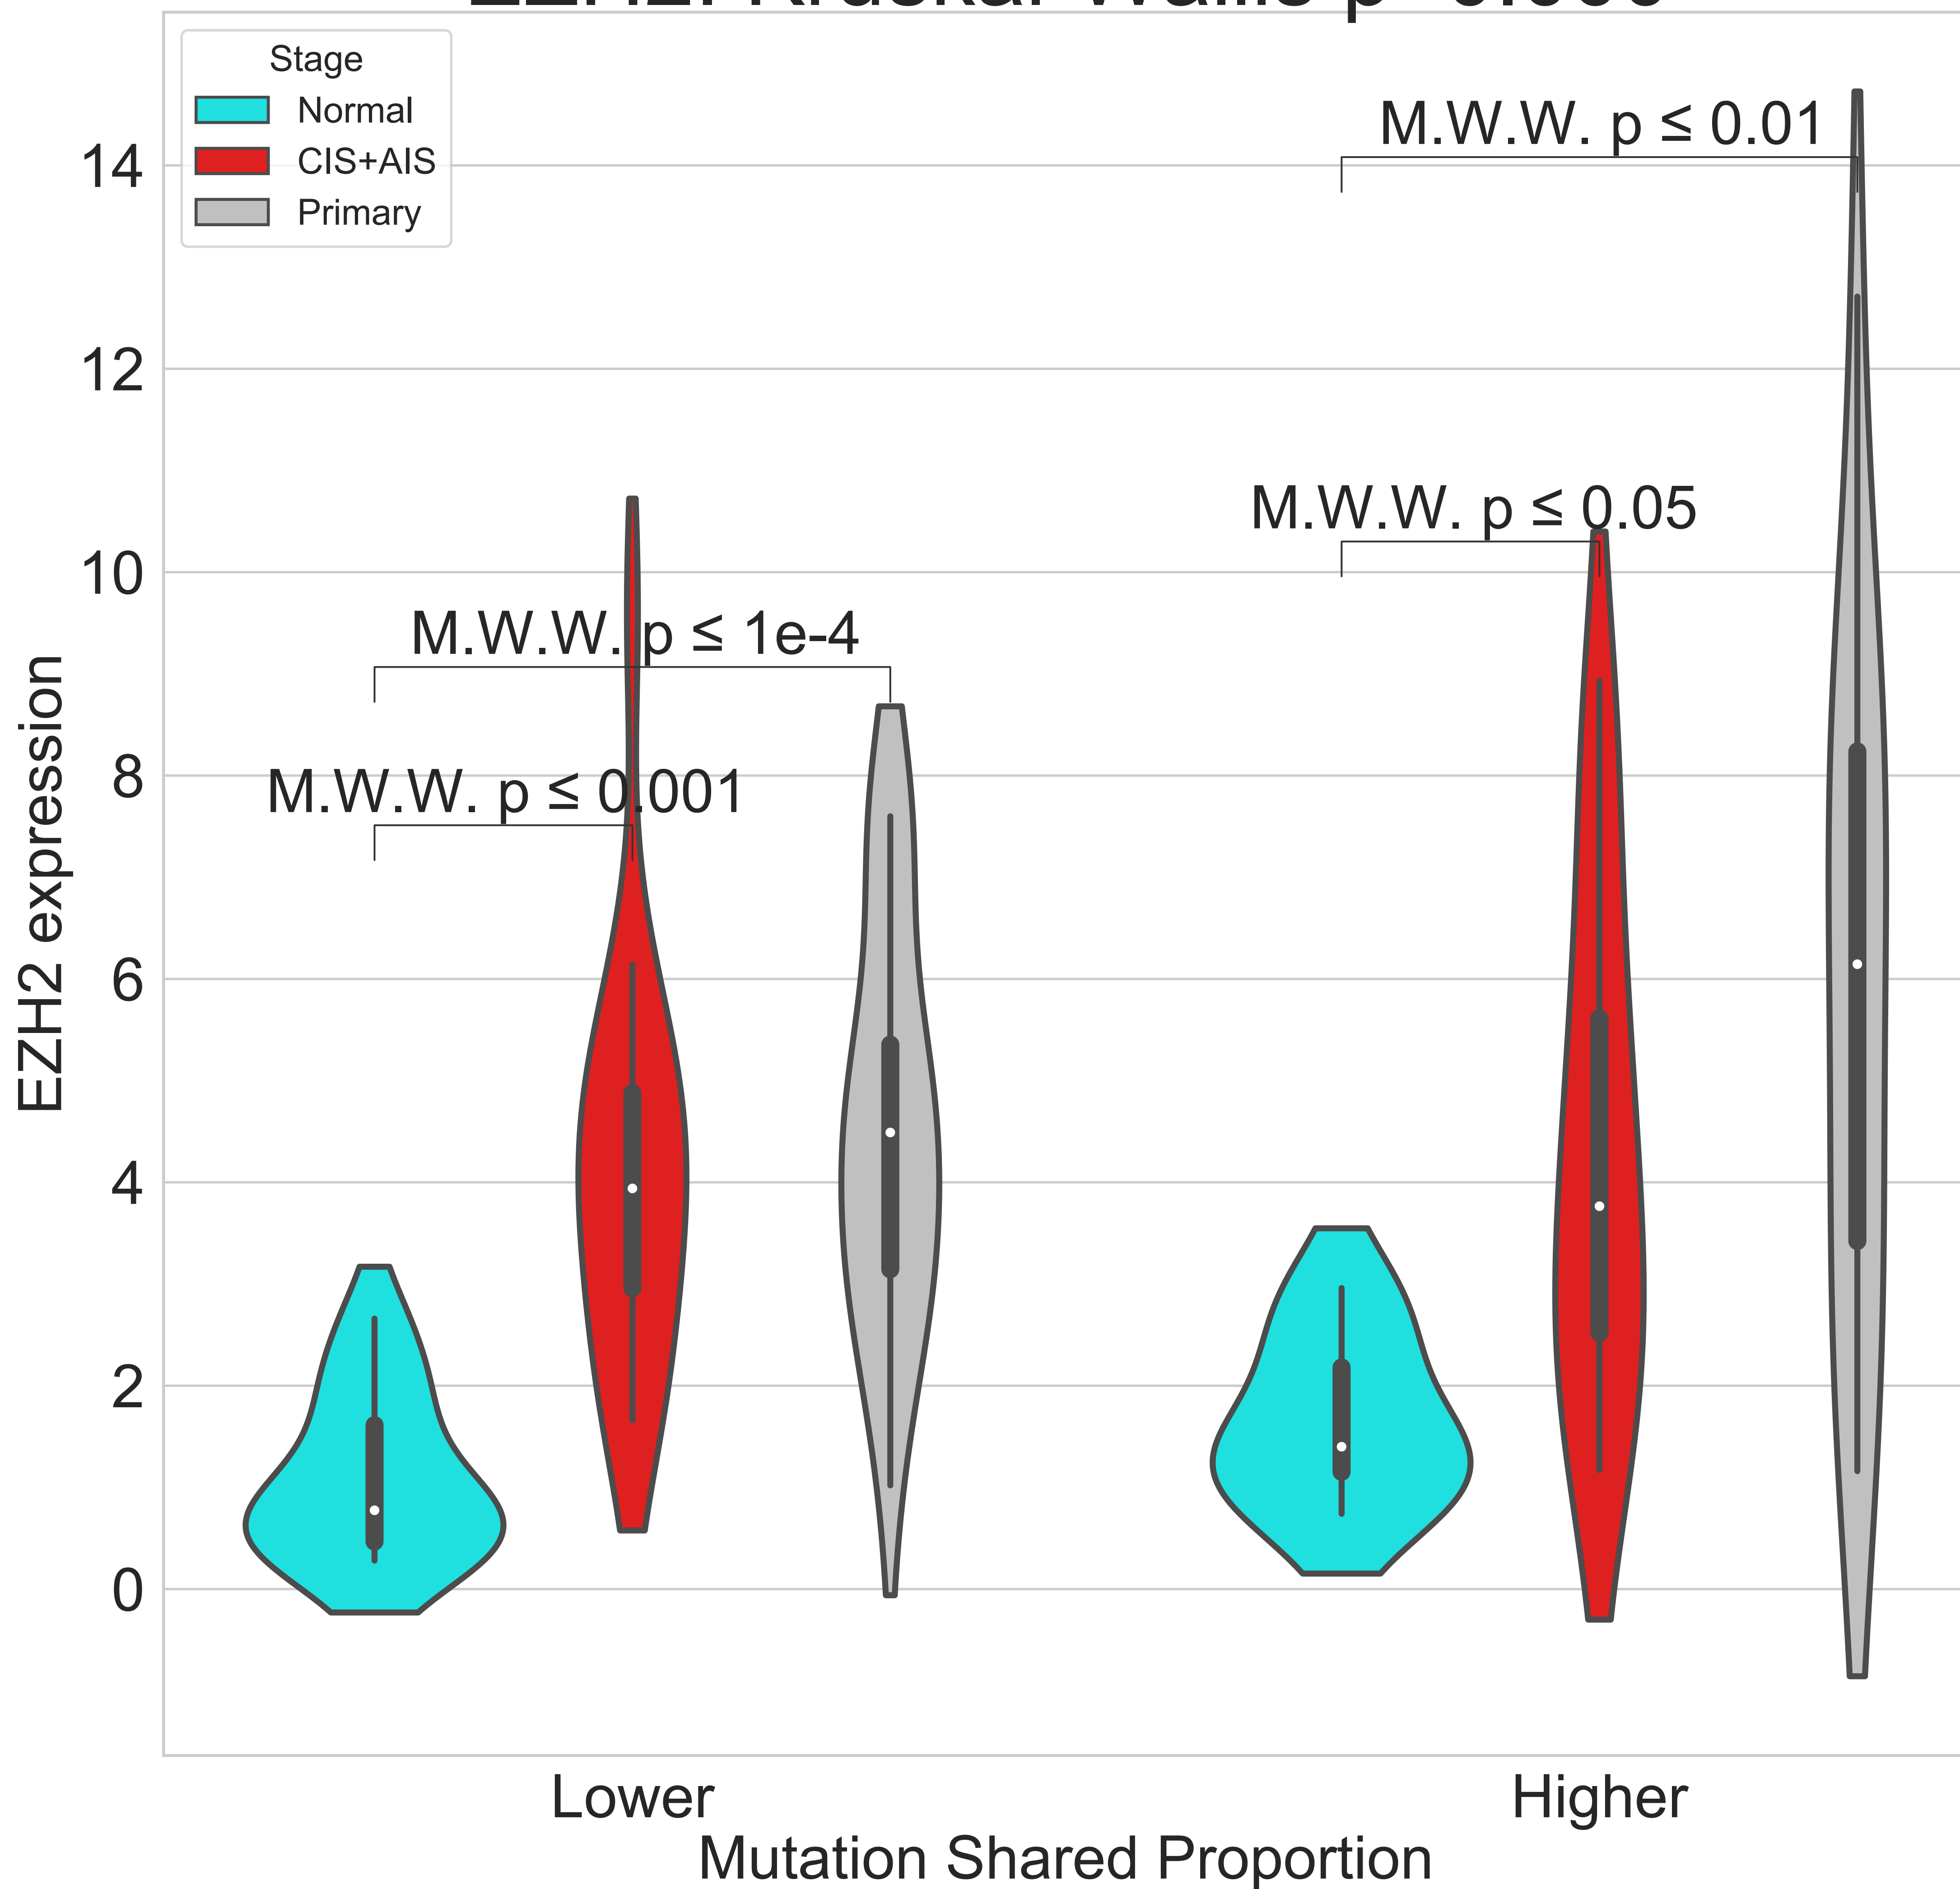 Stage
Normal
CIS+AIS
Primary
M.W.W. p ≤ 0.01
M.W.W. p ≤ 0.05
M.W.W. p ≤ 1e-4
M.W.W. p ≤ 0.001
14
12
10
8
6
4
2
0
EZH2 expression
Lower
Higher
Mutation Shared Proportion